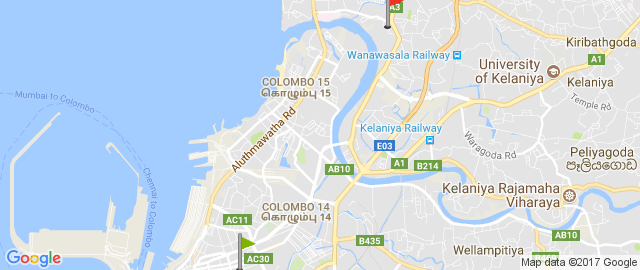 A3
Wanawasala Railway
Kiribathgoda
A1
University
of Kelaniya
Kelaniya
Temple Rd
COLOMBO 15
கொழும்பு 15
Mumbai to Colombo
Aluthmawatha Rd
Kelaniya Railway
E03
A1
B214
Waragoda Rd
Peliyagoda
පෑලියගොඩ
AB10
Chennai to Colombo
Kelaniya Rajamaha
Viharaya
COLOMBO 14
கொழும்பு 14
AC11
AB10
B435
Wellampitiya
AC30
Google
Map data ©2017 Google